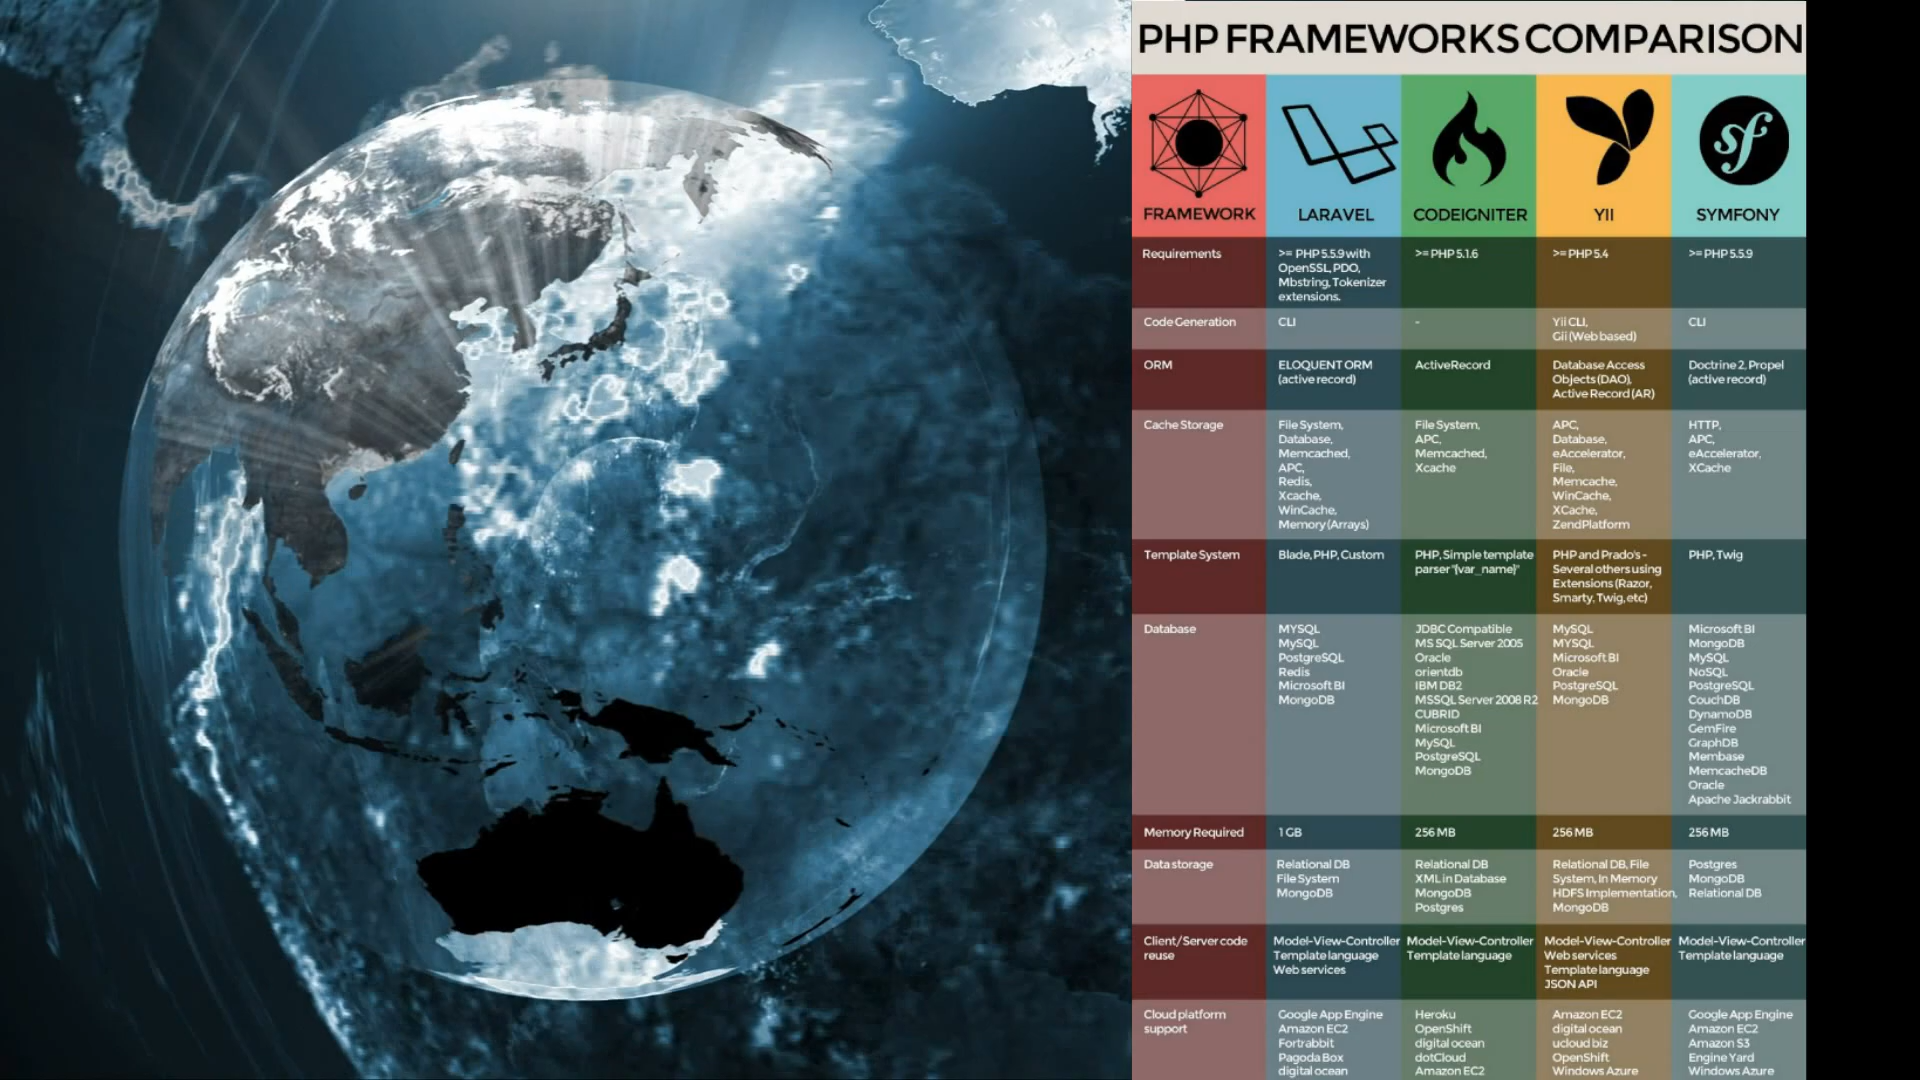 PHP FRAMEWORKS COMPARISON
FRAMEWORK
LARAVEL
CODEIGNITER
YII
sf
SYMFONY
Requirements
>= PHP 5.5.9 with
OpenSSL, PDO,
Mbstring, Tokenizer
extensions.
>= PHP 5.1.6
>= PHP 5.4
>= PHP 5.5.9
Code Generation
CLI
-
Yii CLI,
Gii (Web based)
CLI
ORM
ELOQUENT ORM
(active record)
ActiveRecord
Database Access
Objects (DAO),
Active Record (AR)
Doctrine 2, Propel
(active record)
Cache Storage
File System,
Database,
Memcached,
APC,
Redis,
Xcache,
WinCache,
Memory (Arrays)
File System,
APC,
Memcached,
Xcache
APC,
Database,
eAccelerator,
File,
Memcache,
WinCache,
XCache,
ZendPlatform
HTTP,
APC,
eAccelerator,
XCache
Template System
Blade, PHP, Custom
PHP, Simple template
parser "{var_name}"
PHP and Prado's -
Several others using
Extensions (Razor,
Smarty, Twig, etc)
PHP, Twig
Database
MYSQL
MySQL
PostgreSQL
Redis
Microsoft BI
MongoDB
JDBC Compatible
MS SQL Server 2005
Oracle
orientdb
IBM DB2
MSSQL Server 2008 R2
CUBRID
Microsoft BI
MySQL
PostgreSQL
MongoDB
MySQL
MYSQL
Microsoft BI
Oracle
PostgreSQL
MongoDB
Microsoft BI
MongoDB
MySQL
NoSQL
PostgreSQL
CouchDB
DynamoDB
GemFire
GraphDB
Membase
MemcacheDB
Oracle
Apache Jackrabbit
Memory Required
1 GB
256 MB
256 MB
256 MB
Data storage
Relational DB
File System
MongoDB
Relational DB
XML in Database
MongoDB
Postgres
Relational DB, File
System, In Memory
HDFS Implementation,
MongoDB
Postgres
MongoDB
Relational DB
Client/Server code
reuse
Model-View-Controller
Template language
Web services
Model-View-Controller
Template language
Model-View-Controller
Web services
Template language
JSON API
Model-View-Controller
Template language
Cloud platform
support
Google App Engine
Amazon EC2
Fortrabbit
Pagoda Box
digital ocean
Heroku
OpenShift
digital ocean
dotCloud
Amazon EC2
Amazon EC2
digital ocean
ucloud biz
OpenShift
Windows Azure
Google App Engine
Amazon EC2
Amazon S3
Engine Yard
Windows Azure